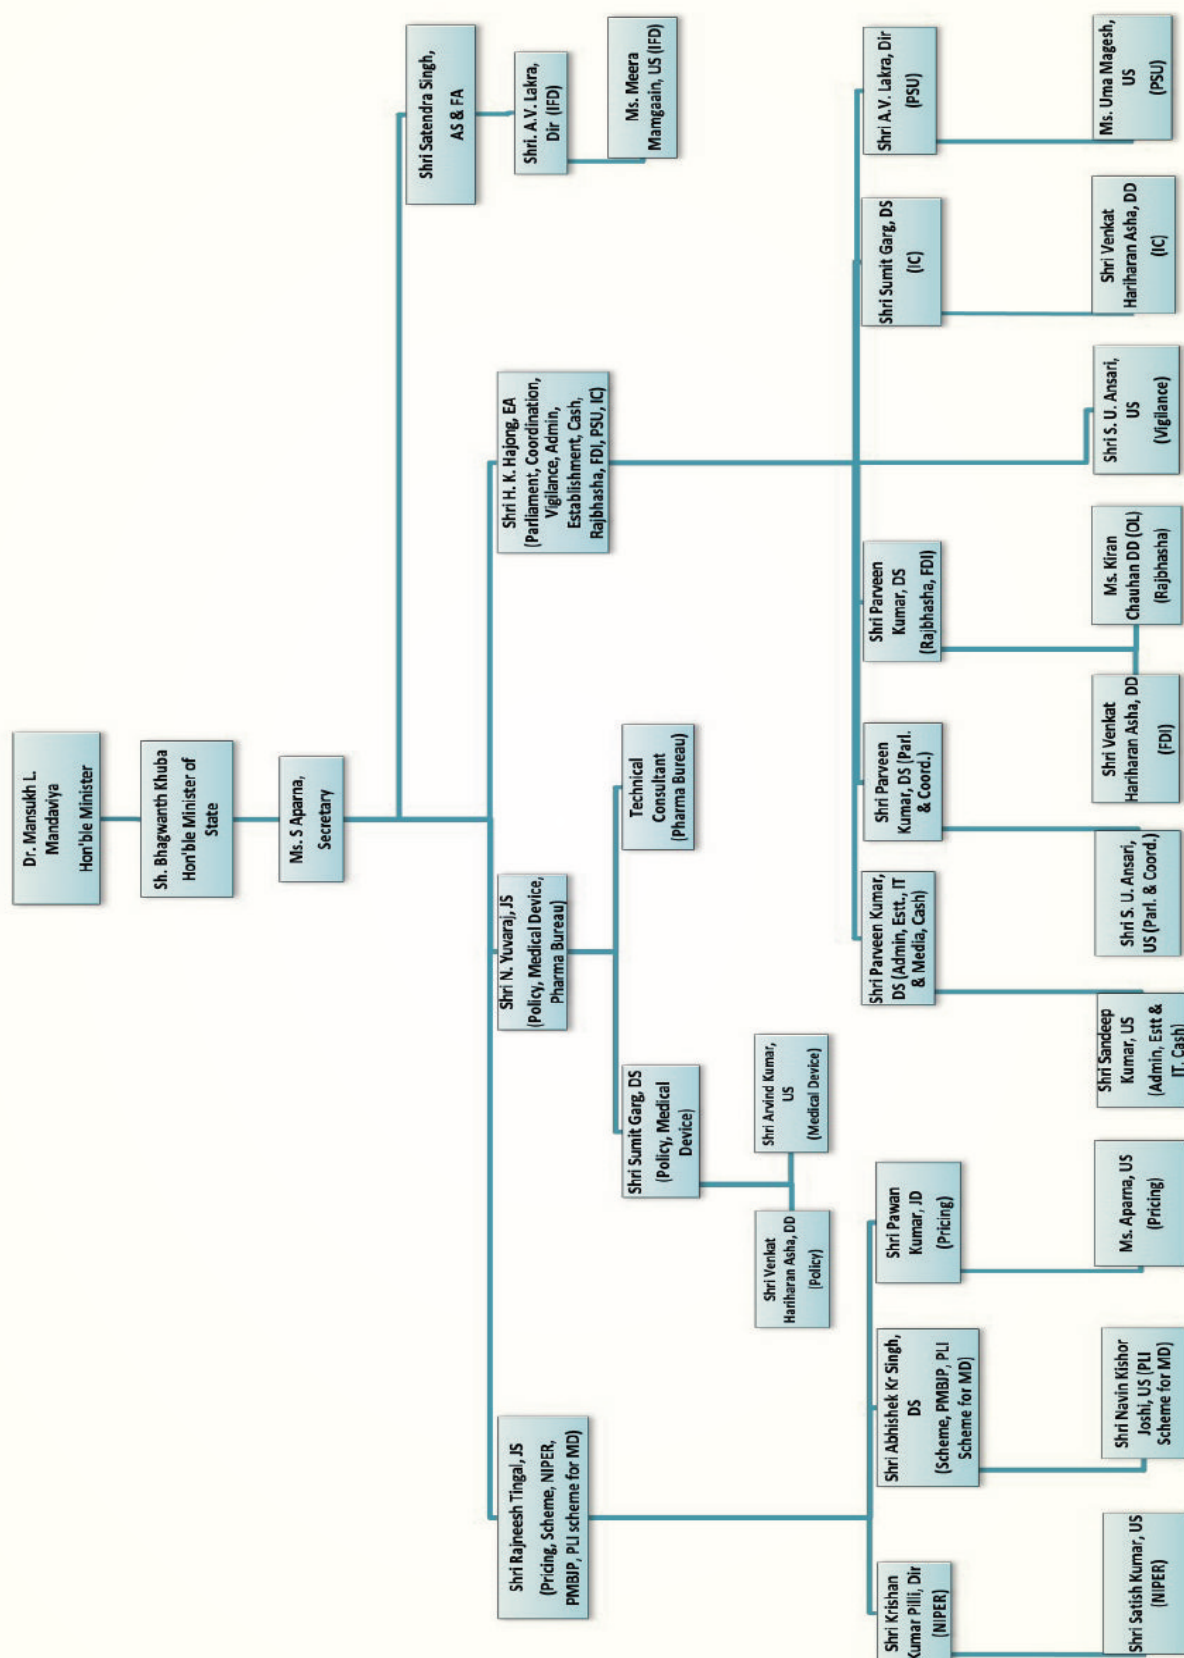 Dr. Mansukh L.
Mandaviya
Hon'ble Minister
Sh. Bhagwanth Khuba
Hon'ble Minister of
State
Ms. S Aparna,
Secretary
Shri Satendra Singh,
AS & FA
Shri. A.V. Lakra,
Dir (IFD)
Ms. Meera
Mamgaain, US (IFD)
Shri Rajneesh Tingal, JS
(Pricing, Scheme, NIPER,
PMBJP, PLI scheme for MD)
Shri N. Yuvaraj, JS
(Policy, Medical Device,
Pharma Bureau)
Shri H. K. Hajong, EA
(Parliament, Coordination,
Vigilance, Admin,
Establishment, Cash,
Rajbhasha, FDI, PSU, IC)
Shri Sumit Garg, DS
(Policy, Medical
Device)
Technical
Consultant
(Pharma Bureau)
Shri Venkat
Hariharan Asha, DD
(Policy)
Shri Arvind Kumar,
US
(Medical Device)
Shri Krishan
Kumar Pilli, Dir
(NIPER)
Shri Abhishek Kr Singh,
DS
(Scheme, PMBJP, PLI
Scheme for MD)
Shri Pawan
Kumar, JD
(Pricing)
Shri Parveen Kumar,
DS (Admin, Estt., IT
& Media, Cash)
Shri Parveen
Kumar, DS (Parl.
& Coord.)
Shri Parveen
Kumar, DS
(Rajbhasha, FDI)
Shri Sumit Garg, DS
(IC)
Shri A.V. Lakra, Dir
(PSU)
Shri Satish Kumar, US
(NIPER)
Shri Navin Kishor
Joshi, US (PLI
Scheme for MD)
Ms. Aparna, US
(Pricing)
Shri Sandeep
Kumar, US
(Admin, Estt &
IT, Cash)
Shri S. U. Ansari,
US (Parl. & Coord.)
Shri Venkat
Hariharan Asha, DD
(FDI)
Ms. Kiran
Chauhan DD (OL)
(Rajbhasha)
Shri S. U. Ansari,
US
(Vigilance)
Shri Venkat
Hariharan Asha, DD
(IC)
Ms. Uma Magesh,
US
(PSU)